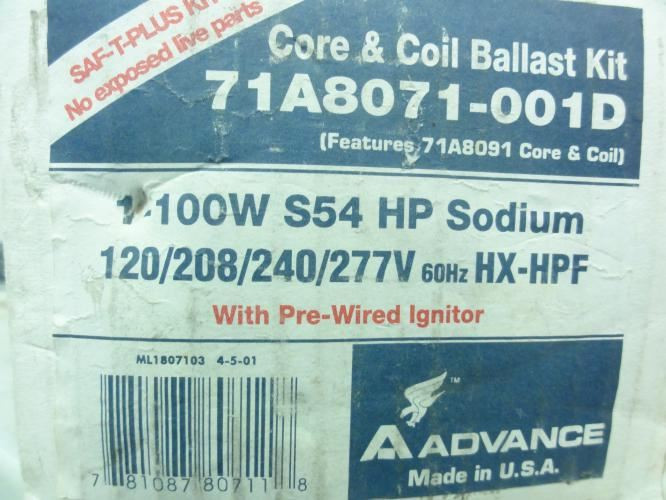 SAF-T-PLUS KIT
No exposed live parts
Core & Coil Ballast Kit
71A8071-001D
(Features 71A8091 Core & Coil)
1-100W S54 HP Sodium
120/208/240/277V 60Hz HX-HPF
With Pre-Wired Ignitor
ML1807103 4-5-01
7 81087 80711 8
™
ADVANCE
Made in U.S.A.